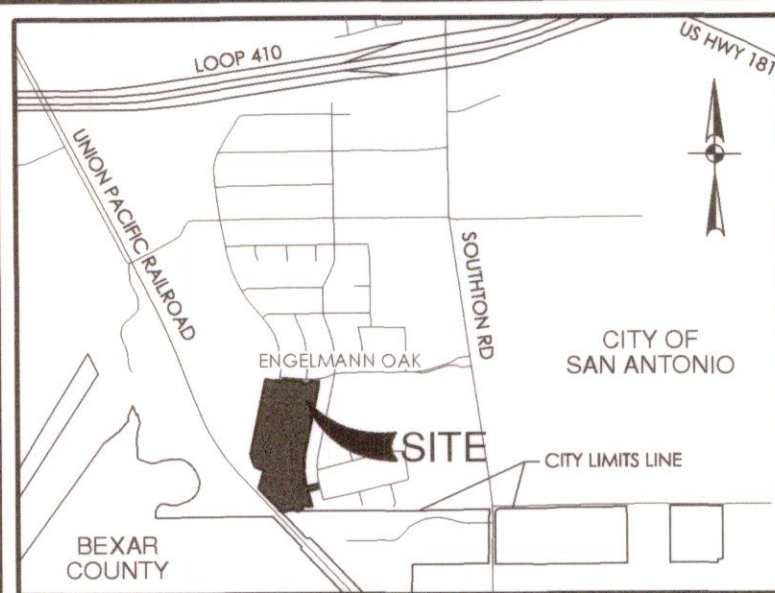 LOOP 410
US HWY 181
UNION PACIFIC RAILROAD
SOUTHTON RD
CITY OF
SAN ANTONIO
ENGELMANN OAK
SITE
CITY LIMITS LINE
BEXAR
COUNTY